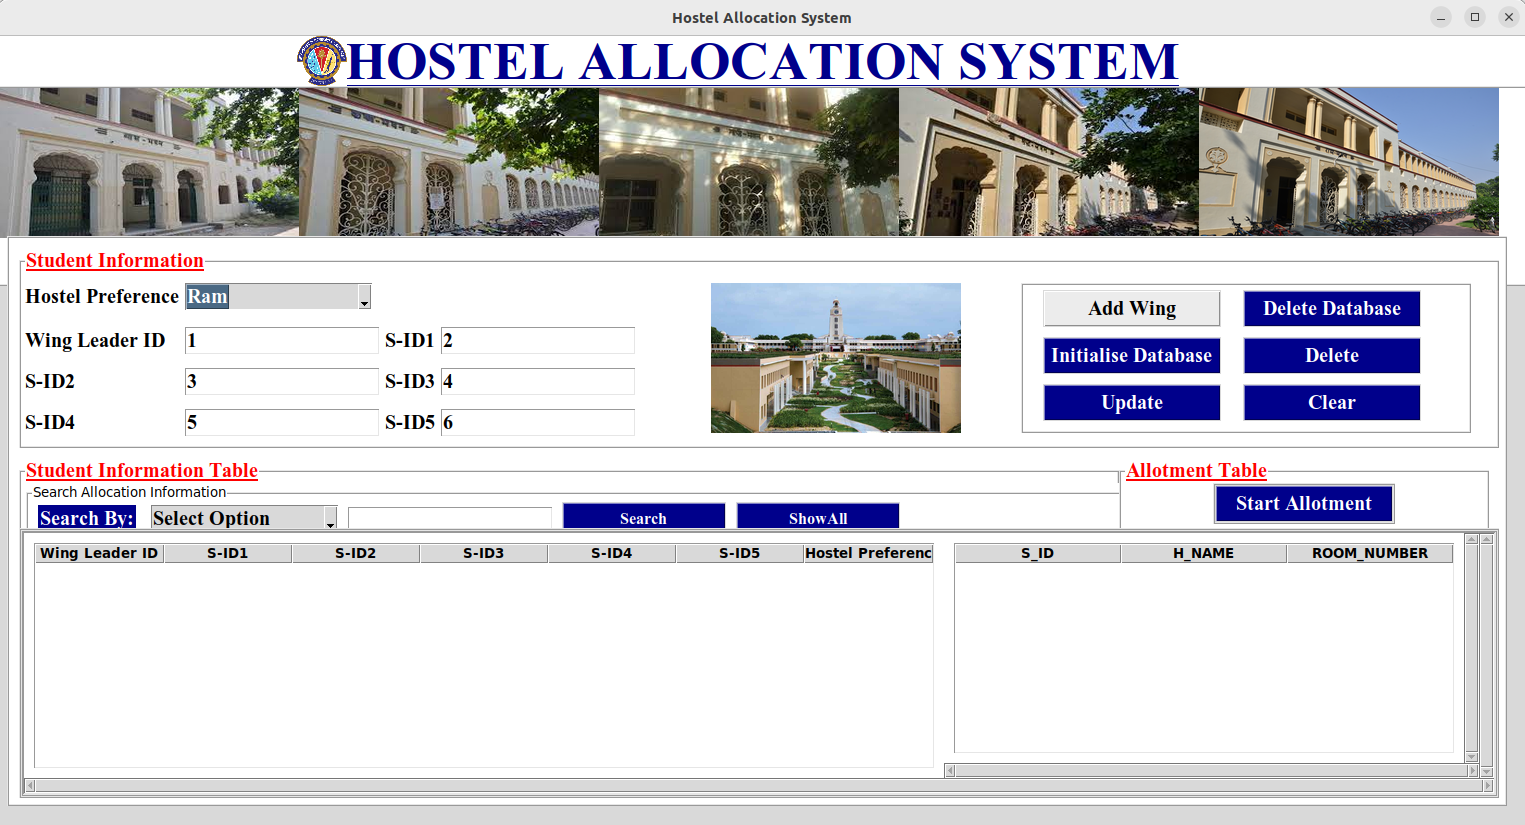 Hostel Allocation System
HOSTEL ALLOCATION SYSTEM
Student Information
Hostel Preference Ram
Wing Leader ID 1 S-ID1 2
S-ID2 3 S-ID3 4
S-ID4 5 S-ID5 6
Add Wing Delete Database
Initialise Database Delete
Update Clear
Student Information Table
Search Allocation Information
Search By: Select Option Search ShowAll
Allotment Table
Start Allotment
Wing Leader ID S-ID1 S-ID2 S-ID3 S-ID4 S-ID5 Hostel Preferenc
S_ID H_NAME ROOM_NUMBER